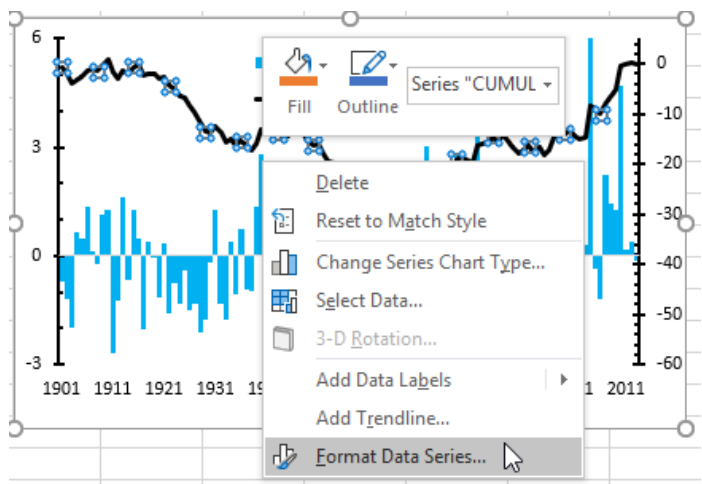 6
3
0
-3
0
-10
-20
-30
-40
-50
-60
Fill Outline Series "CUMUL
Delete
Reset to Match Style
Change Series Chart Type...
Select Data...
3-D Rotation...
Add Data Labels
Add Trendline...
Format Data Series...
1901 1911 1921 1931 19 1 2011